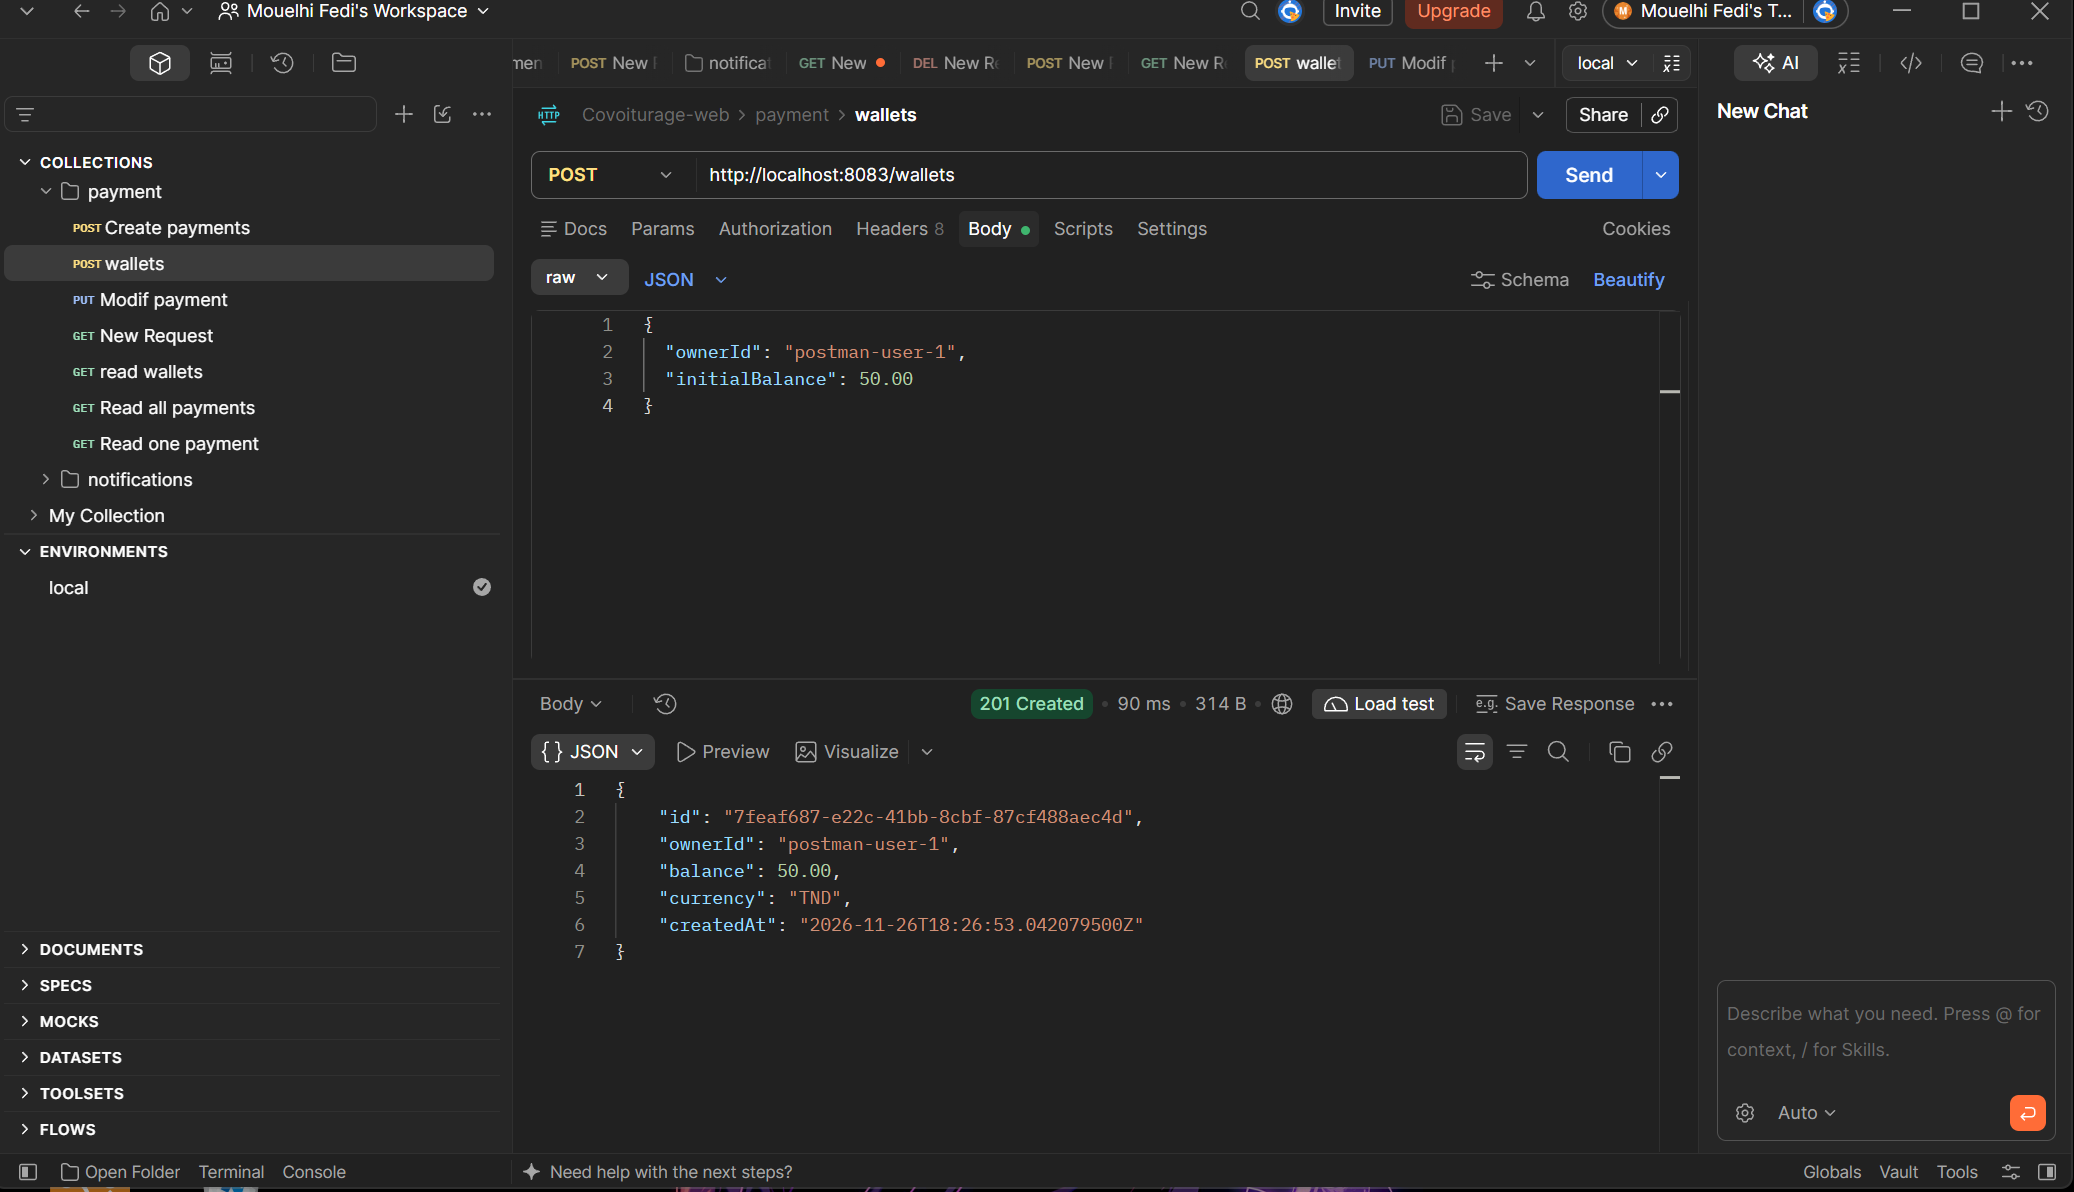 Mouelhi Fedi's Workspace
Invite
Upgrade
Mouelhi Fedi's T...
POST New
notificat
GET New
DEL New Re
POST New
GET New R
POST wallet
PUT Modif
local
AI
Covoiturage-web > payment > wallets
Save
Share
New Chat
COLLECTIONS
payment
POST Create payments
POST wallets
PUT Modif payment
GET New Request
GET read wallets
GET Read all payments
GET Read one payment
notifications
My Collection
ENVIRONMENTS
local
DOCUMENTS
SPECS
MOCKS
DATASETS
TOOLSETS
FLOWS
POST
http://localhost:8083/wallets
Send
Docs
Params
Authorization
Headers 8
Body
Scripts
Settings
Cookies
raw
JSON
Schema
Beautify
1 {
2 "ownerId": "postman-user-1",
3 "initialBalance": 50.00
4 }
Body
201 Created
90 ms
314 B
Load test
e.g. Save Response
{} JSON
Preview
Visualize
1 {
2 "id": "7feaf687-e22c-41bb-8cbf-87cf488aec4d",
3 "ownerId": "postman-user-1",
4 "balance": 50.00,
5 "currency": "TND",
6 "createdAt": "2026-11-26T18:26:53.042079500Z"
7 }
Describe what you need. Press @ for
context, / for Skills.
Auto
Open Folder
Terminal
Console
Need help with the next steps?
Globals
Vault
Tools